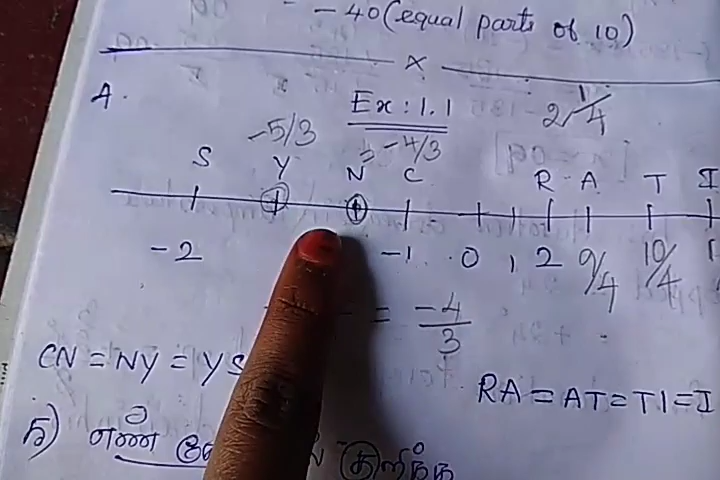 - -40 (equal parts of 10)
x
A.
Ex: 1.1
2 1/4
-5/3
-4/3
S Y N C R A T I
-2 -1 0 1 2 9/4 10/4
= -4/3
CN = NY = YS
RA = AT = TI = I
எண் குறித்த